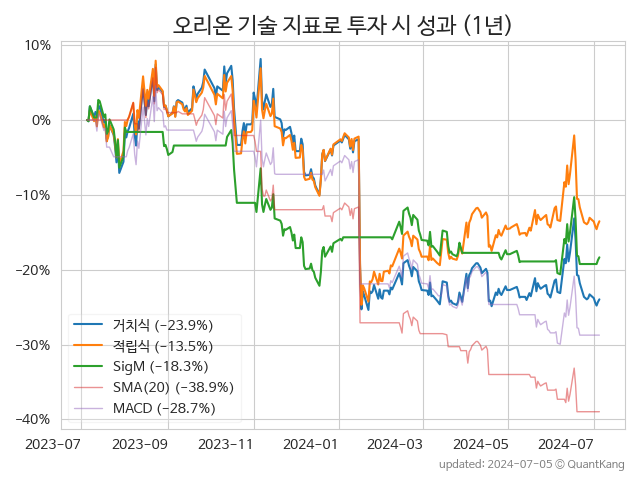 오리온 기술 지표로 투자 시 성과 (1년)
10%
0%
−10%
−20%
−30%
−40%
거치식 (−23.9%)
적립식 (−13.5%)
SigM (−18.3%)
SMA(20) (−38.9%)
MACD (−28.7%)
2023−07 2023−09 2023−11 2024−01 2024−03 2024−05 2024−07
updated: 2024−07−05 © QuantKang